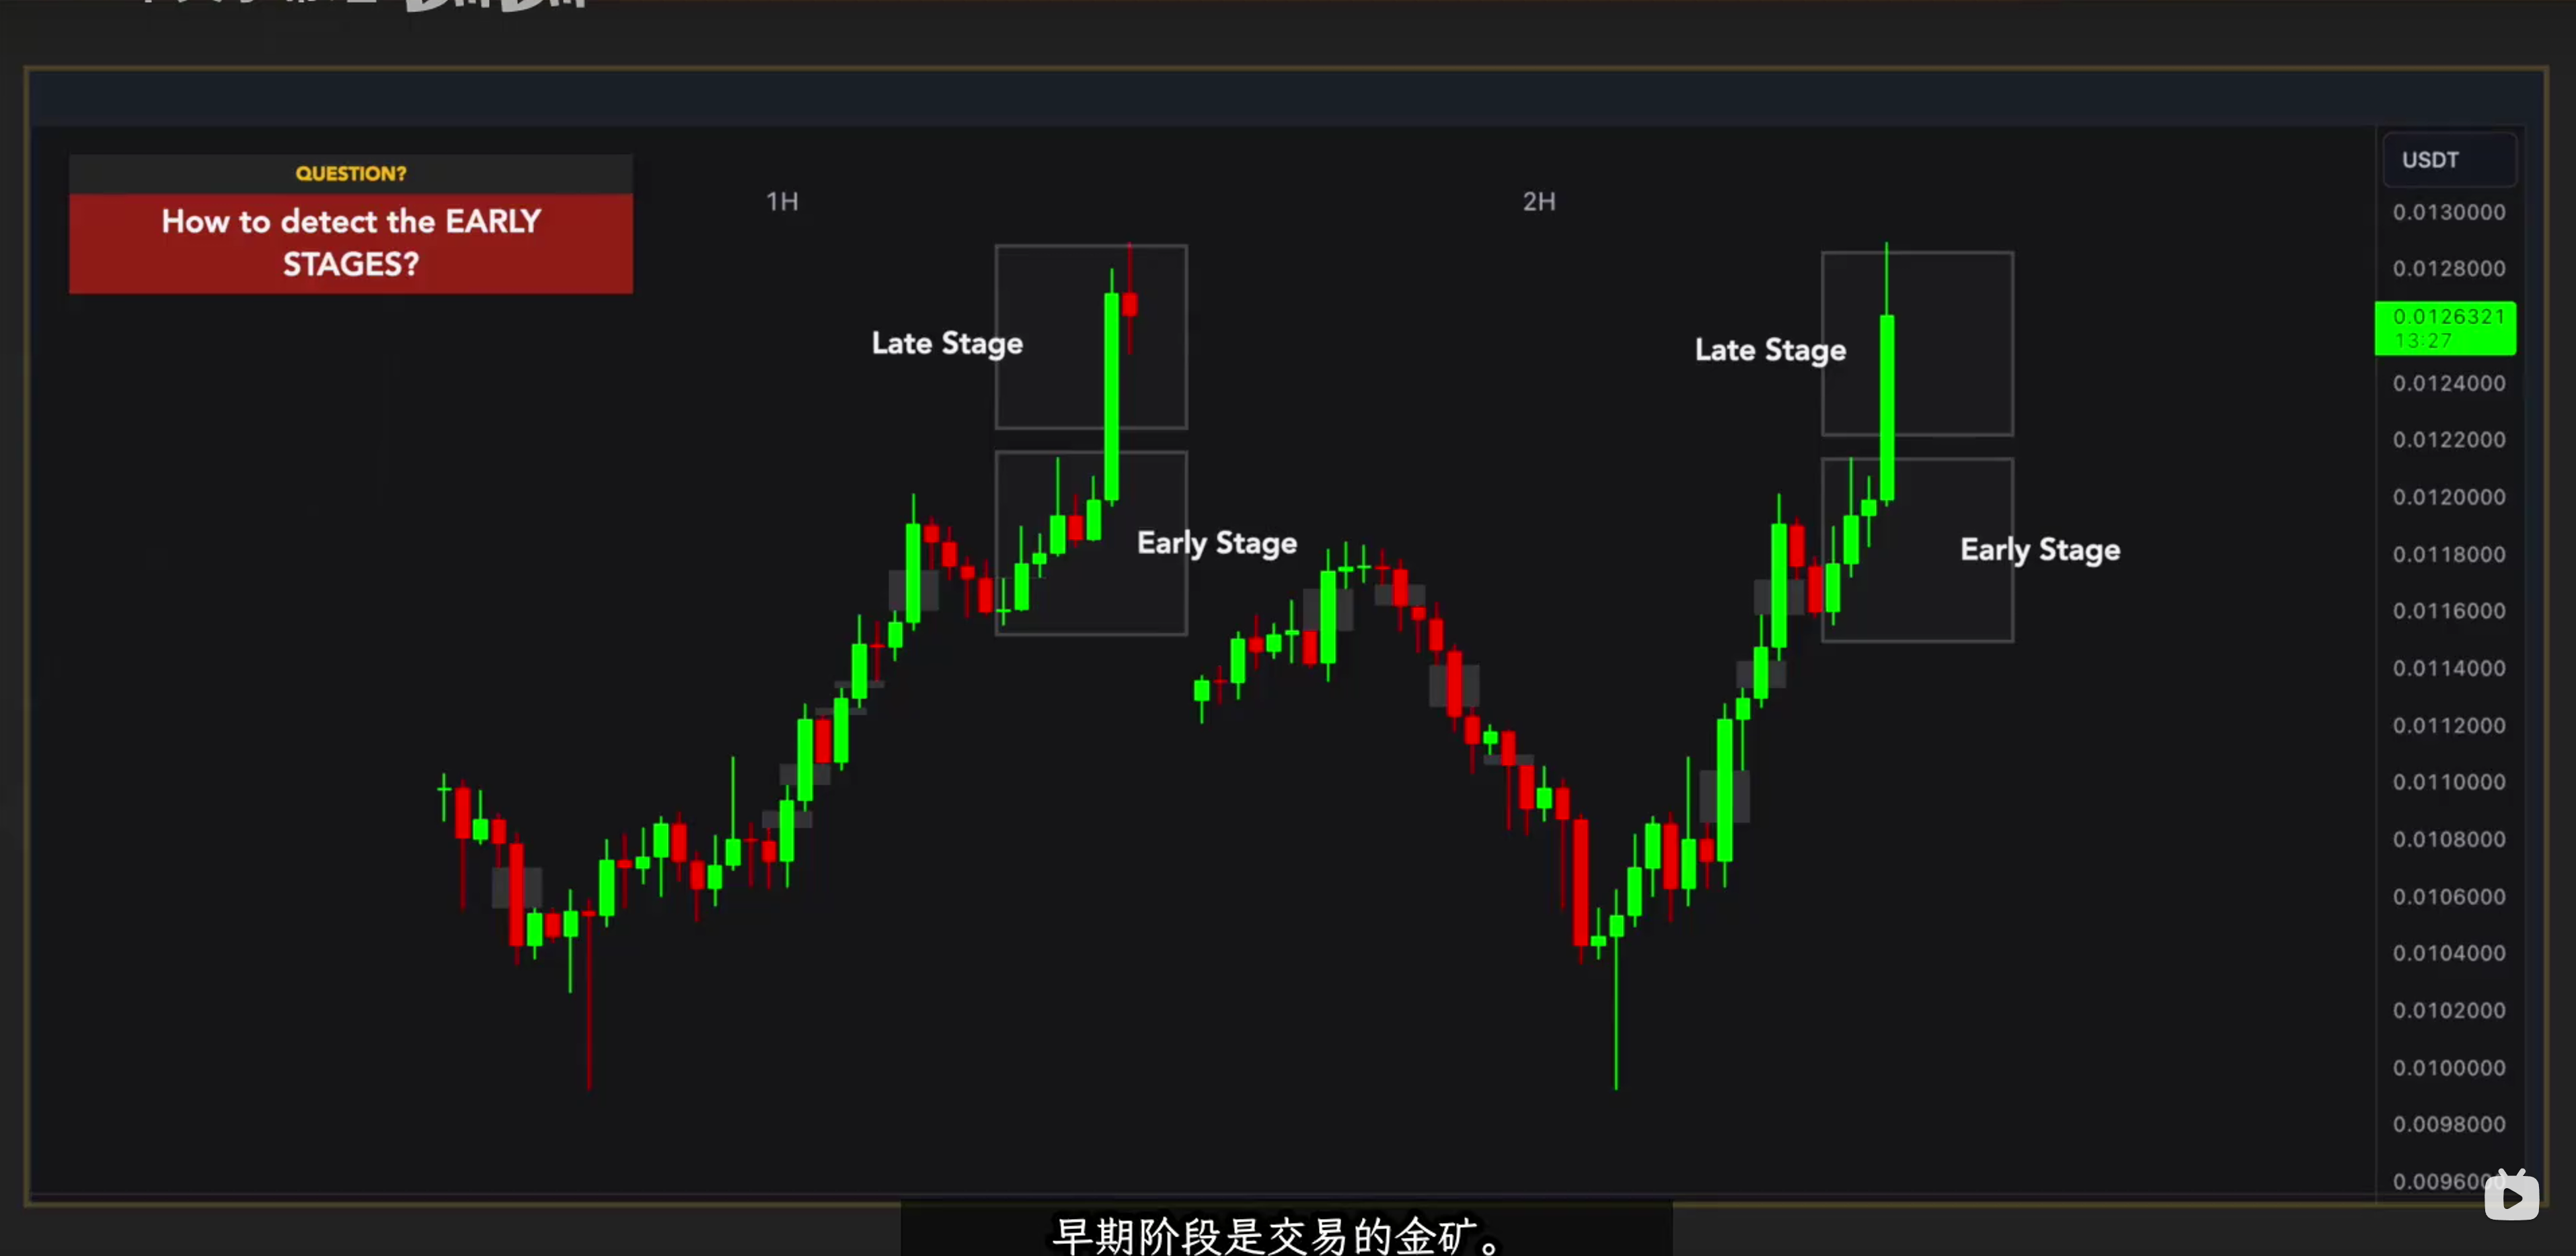 QUESTION?
How to detect the EARLY
STAGES?
1H
2H
Late Stage
Early Stage
Late Stage
Early Stage
USDT
0.0130000
0.0128000
0.0126321
13:27
0.0124000
0.0122000
0.0120000
0.0118000
0.0116000
0.0114000
0.0112000
0.0110000
0.0108000
0.0106000
0.0104000
0.0102000
0.0100000
0.0098000
0.0096000
早期阶段是交易的金矿。